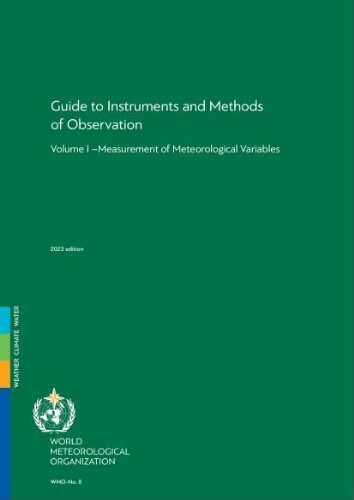 Guide to Instruments and Methods
of Observation
Volume I –Measurement of Meteorological Variables
2023 edition
WEATHER CLIMATE WATER
WORLD
METEOROLOGICAL
ORGANIZATION
WMO-No. 8